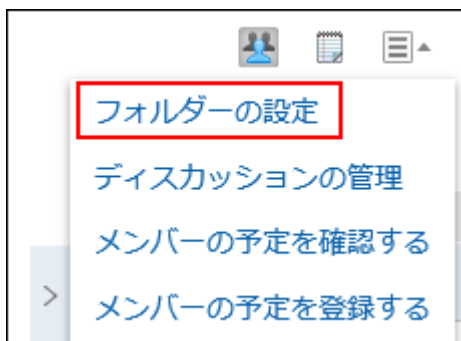 フォルダーの設定
ディスカッションの管理
メンバーの予定を確認する
メンバーの予定を登録する